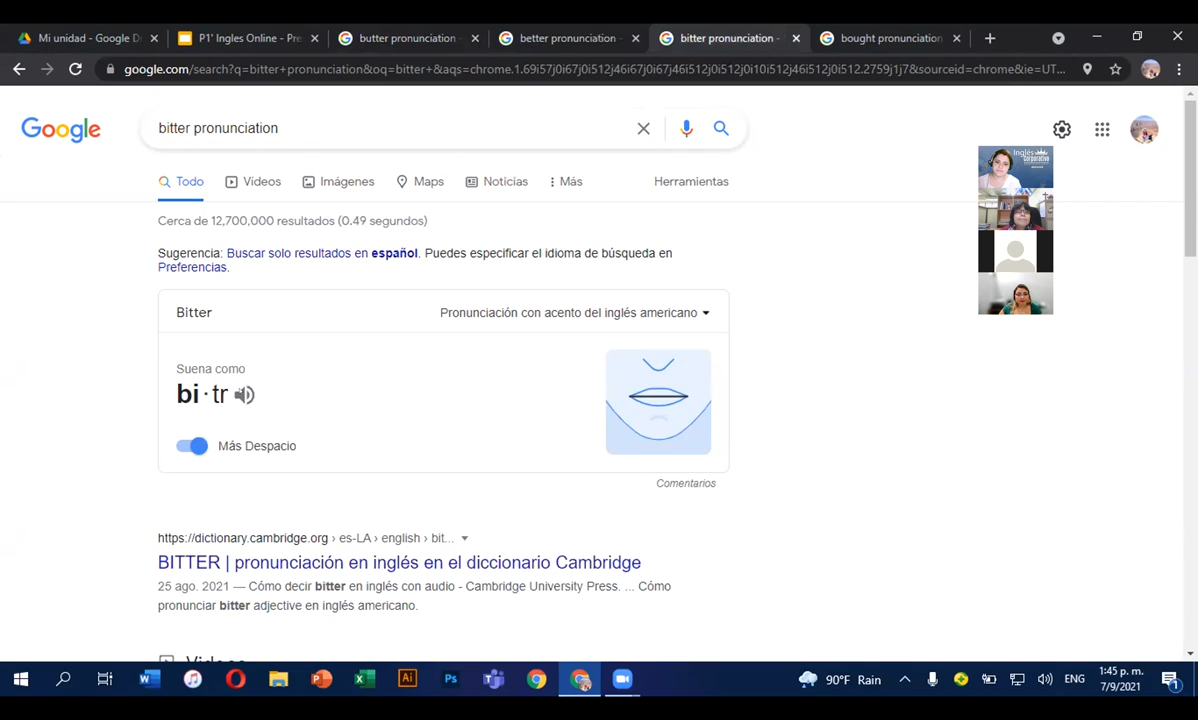 Mi unidad - Google D
P1' Ingles Online - Pre
butter pronunciation -
better pronunciation -
bitter pronunciation -
bought pronunciation
google.com/search?q=bitter+pronunciation&oq=bitter+&aqs=chrome.1.69i57j0i67j0i512j46i67j0i67j46i512j0i512j0i10i512j46i512j0i512.2759j1j7&sourceid=chrome&ie=UT...
Google
bitter pronunciation
Todo
Videos
Imágenes
Maps
Noticias
Más
Herramientas
Inglés
Corporativo
Cerca de 12,700,000 resultados (0.49 segundos)
Sugerencia: Buscar solo resultados en español. Puedes especificar el idioma de búsqueda en
Preferencias.
Bitter
Pronunciación con acento del inglés americano
Suena como
bi · tr
Más Despacio
Comentarios
https://dictionary.cambridge.org › es-LA › english › bit...
BITTER | pronunciación en inglés en el diccionario Cambridge
25 ago. 2021 — Cómo decir bitter en inglés con audio - Cambridge University Press. ... Cómo
pronunciar bitter adjective en inglés americano.
Videos
90°F Rain
ENG
1:45 p. m.
7/9/2021
1